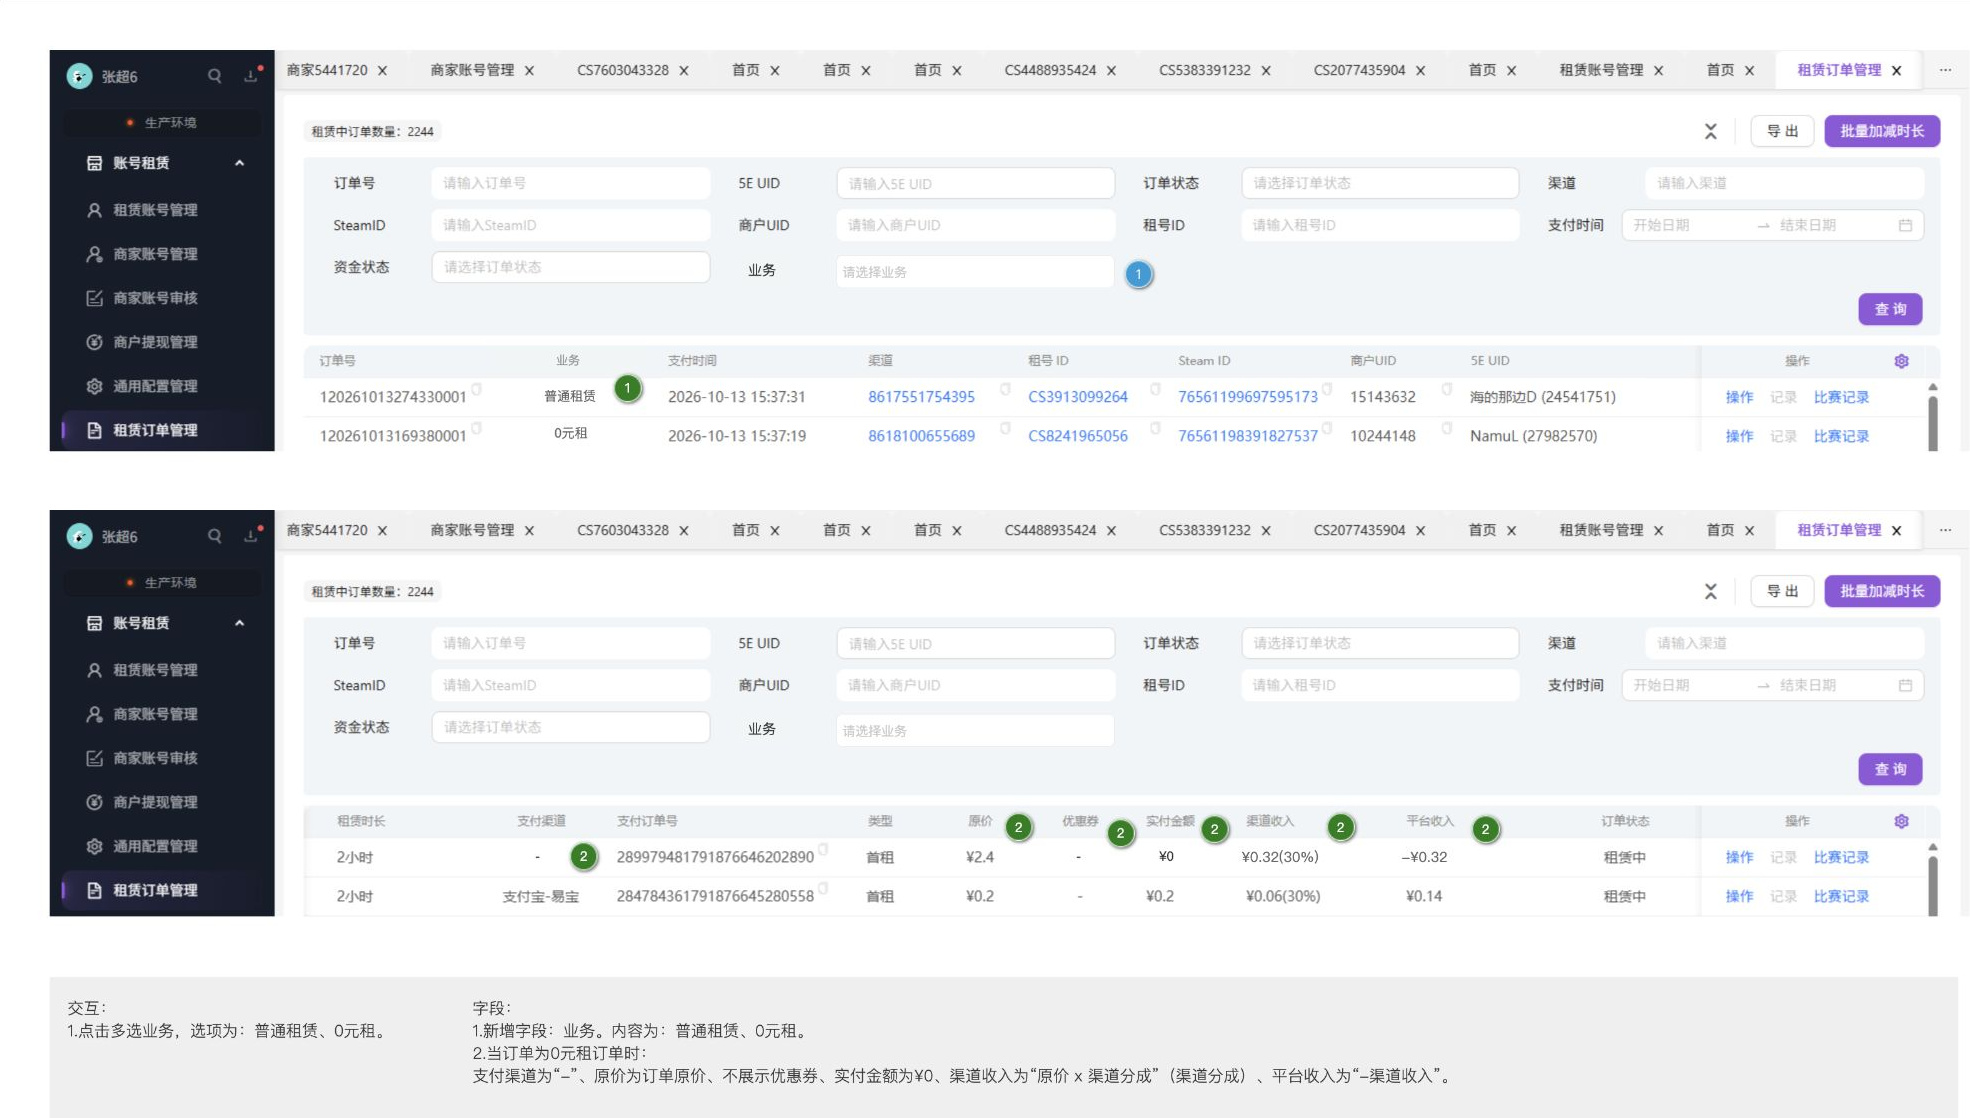 张超6
商家5441720 × 商家账号管理 × CS7603043328 × 首页 × 首页 × 首页 × CS4488935424 × CS5383391232 × CS2077435904 × 首页 × 租赁账号管理 × 首页 × 租赁订单管理 × ···
生产环境
账号租赁
租赁账号管理
商家账号管理
商家账号审核
商户提现管理
通用配置管理
租赁订单管理
租赁中订单数量：2244 导 出 批量加减时长
订单号 请输入订单号 5E UID 请输入5E UID 订单状态 请选择订单状态 渠道 请输入渠道
SteamID 请输入SteamID 商户UID 请输入商户UID 租号ID 请输入租号ID 支付时间 开始日期 → 结束日期
资金状态 请选择订单状态 业务 请选择业务 1
查 询
订单号 业务 支付时间 渠道 租号 ID Steam ID 商户UID 5E UID 操作
120261013274330001 普通租赁 1 2026-10-13 15:37:31 8617551754395 CS3913099264 76561199697595173 15143632 海的那边D (24541751) 操作 记录 比赛记录
120261013169380001 0元租 2026-10-13 15:37:19 8618100655689 CS8241965056 76561198391827537 10244148 NamuL (27982570) 操作 记录 比赛记录
张超6
商家5441720 × 商家账号管理 × CS7603043328 × 首页 × 首页 × 首页 × CS4488935424 × CS5383391232 × CS2077435904 × 首页 × 租赁账号管理 × 首页 × 租赁订单管理 × ···
生产环境
账号租赁
租赁账号管理
商家账号管理
商家账号审核
商户提现管理
通用配置管理
租赁订单管理
租赁中订单数量：2244 导 出 批量加减时长
订单号 请输入订单号 5E UID 请输入5E UID 订单状态 请选择订单状态 渠道 请输入渠道
SteamID 请输入SteamID 商户UID 请输入商户UID 租号ID 请输入租号ID 支付时间 开始日期 → 结束日期
资金状态 请选择订单状态 业务 请选择业务
查 询
租赁时长 支付渠道 支付订单号 类型 原价 2 优惠券 2 实付金额 2 渠道收入 2 平台收入 2 订单状态 操作
2小时 - 2 289979481791876646202890 首租 ¥2.4 - ¥0 ¥0.32(30%) –¥0.32 租赁中 操作 记录 比赛记录
2小时 支付宝-易宝 284784361791876645280558 首租 ¥0.2 - ¥0.2 ¥0.06(30%) ¥0.14 租赁中 操作 记录 比赛记录
交互：
1.点击多选业务，选项为：普通租赁、0元租。
字段：
1.新增字段：业务。内容为：普通租赁、0元租。
2.当订单为0元租订单时：
支付渠道为“–”、原价为订单原价、不展示优惠券、实付金额为¥0、渠道收入为“原价 x 渠道分成”（渠道分成）、平台收入为“–渠道收入”。